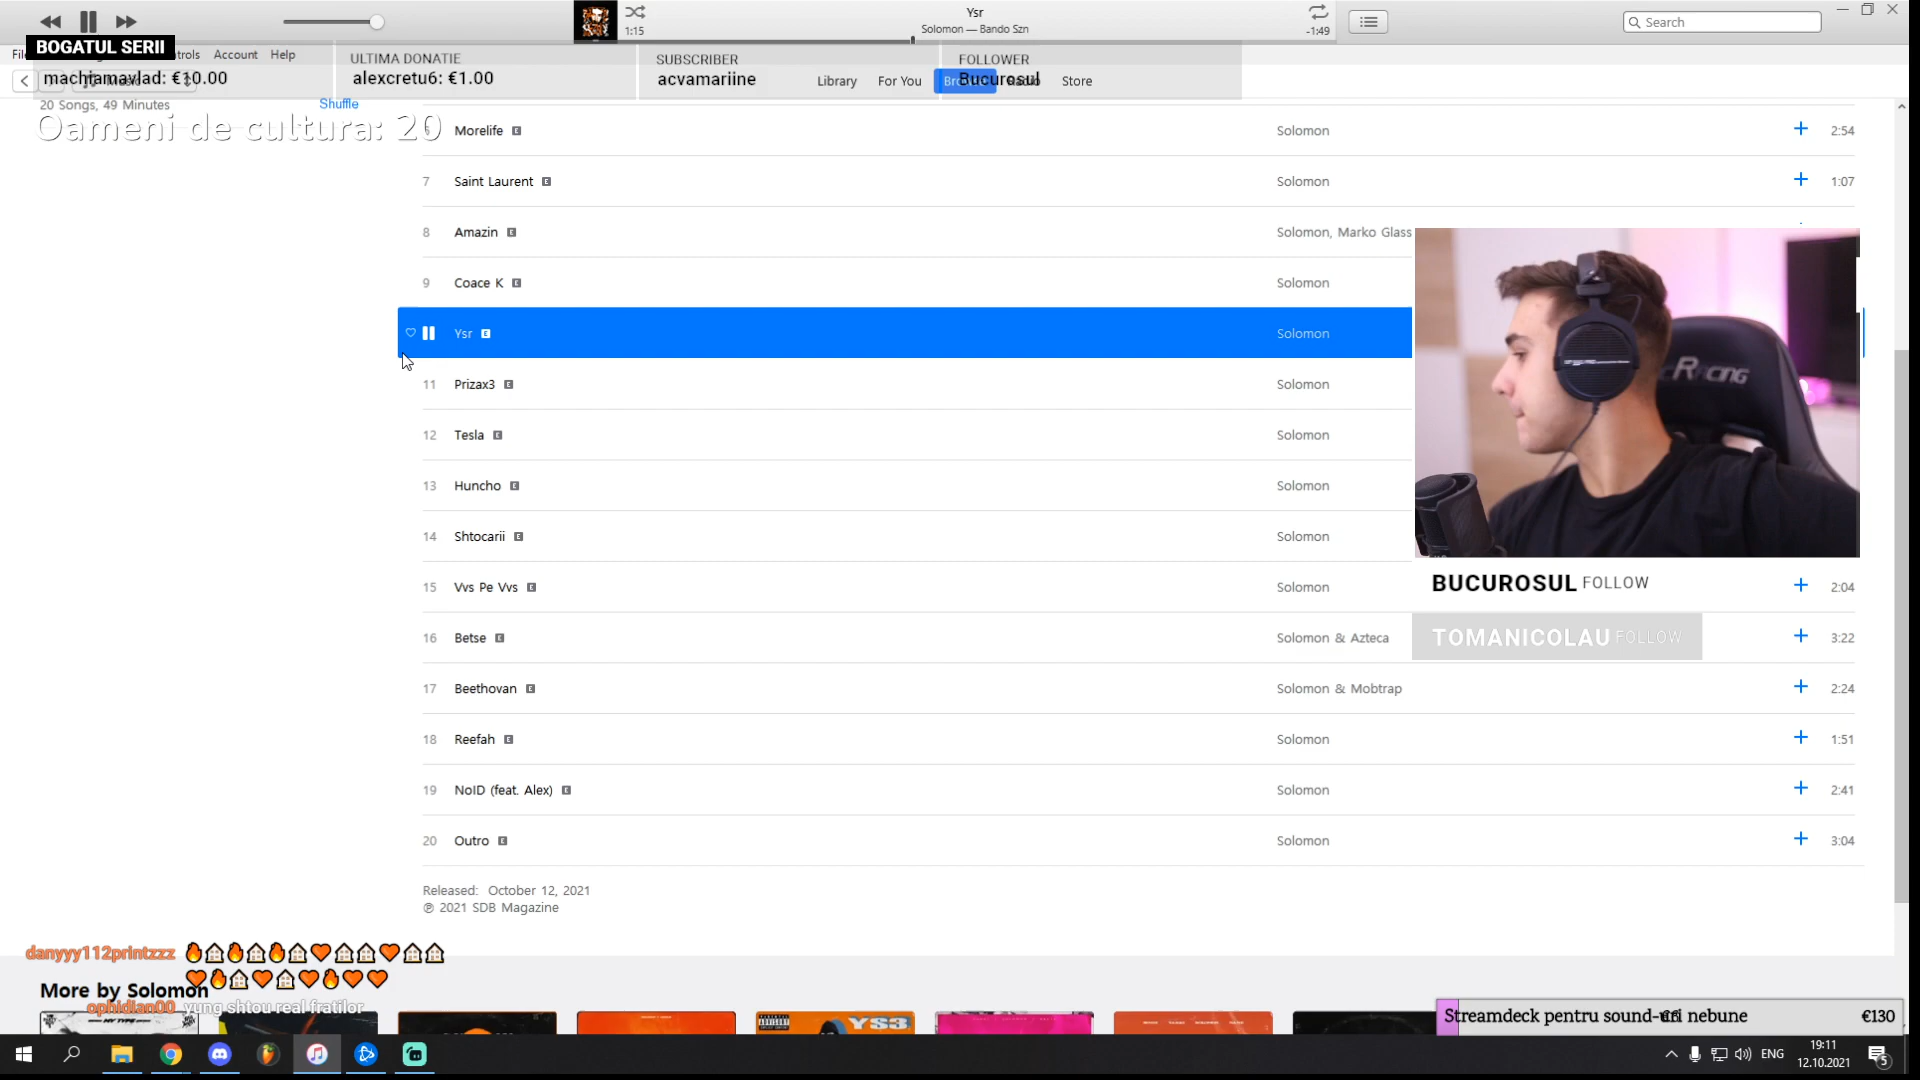 Ysr
Solomon — Bando Szn
1:15
-1:49
Search
BOGATUL SERII
Account
Help
ULTIMA DONATIE
SUBSCRIBER
FOLLOWER
machiamavlad: €10.00
alexcretu6: €1.00
acvamariine
Bucurosul
Library
For You
Store
20 Songs, 49 Minutes
Shuffle
Oameni de cultura: 20
Morelife E Solomon 2:54
7 Saint Laurent E Solomon 1:07
8 Amazin E Solomon, Marko Glass
9 Coace K E Solomon
Ysr E Solomon
11 Prizax3 E Solomon
12 Tesla E Solomon
13 Huncho E Solomon
14 Shtocarii E Solomon
15 Vvs Pe Vvs E 2:04
Solomon
16 Betse E Solomon & Azteca 3:22
17 Beethovan E Solomon & Mobtrap 2:24
18 Reefah E Solomon 1:51
19 NoID (feat. Alex) E Solomon 2:41
20 Outro E Solomon 3:04
RACING
BUCUROSUL FOLLOW
TOMANICOLAU FOLLOW
Released: October 12, 2021
℗ 2021 SDB Magazine
danyyy112printzzz
More by Solomon
ophidian00 yung shtou real fratilor
YS3
Streamdeck pentru sound-uri nebune
€130
ENG
19:11
12.10.2021
5